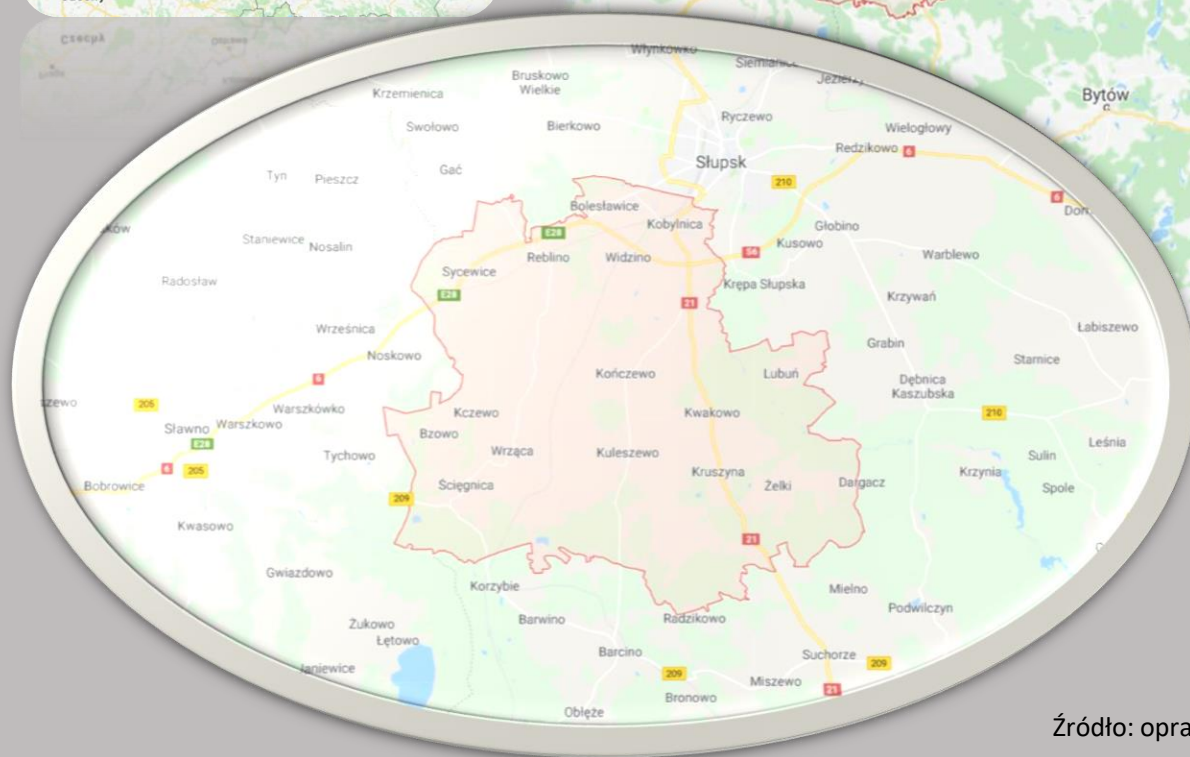 Czechy
Bytów
Włynkówko
Bruskowo
Wielkie
Krzemienica
Swołowo
Bierkowo
Ryczewo
Wielogłowy
Redzikowo
6
Słupsk
Gać
Tyn
Pieszcz
210
6
Bolesławice
Kobylnica
Głobino
Kusowo
Staniewice
Nosalin
E28
Reblino
Widzino
S6
Warblewo
Sycewice
Radosław
E28
21
Krępa Słupska
Krzywań
Wrześnica
Łabiszewo
Noskowo
Grabin
Starnice
6
Kończewo
Lubuń
Dębnica
Kaszubska
205
Warszkówko
Kczewo
Kwakowo
210
Sławno
Warszkowo
Bzowo
Leśnia
E28
Tychowo
Wrząca
Kuleszewo
Sulin
6
205
Kruszyna
Krzynia
Bobrowice
Ścięgnica
Żelki
Dargacz
Spole
209
Kwasowo
21
Gwiazdowo
Korzybie
Mielno
Podwilczyn
Żukowo
Barwino
Radzikowo
Łętowo
Barcino
Suchorze
209
Janiewice
209
Miszewo
21
Bronowo
Obłęże
Źródło: opra